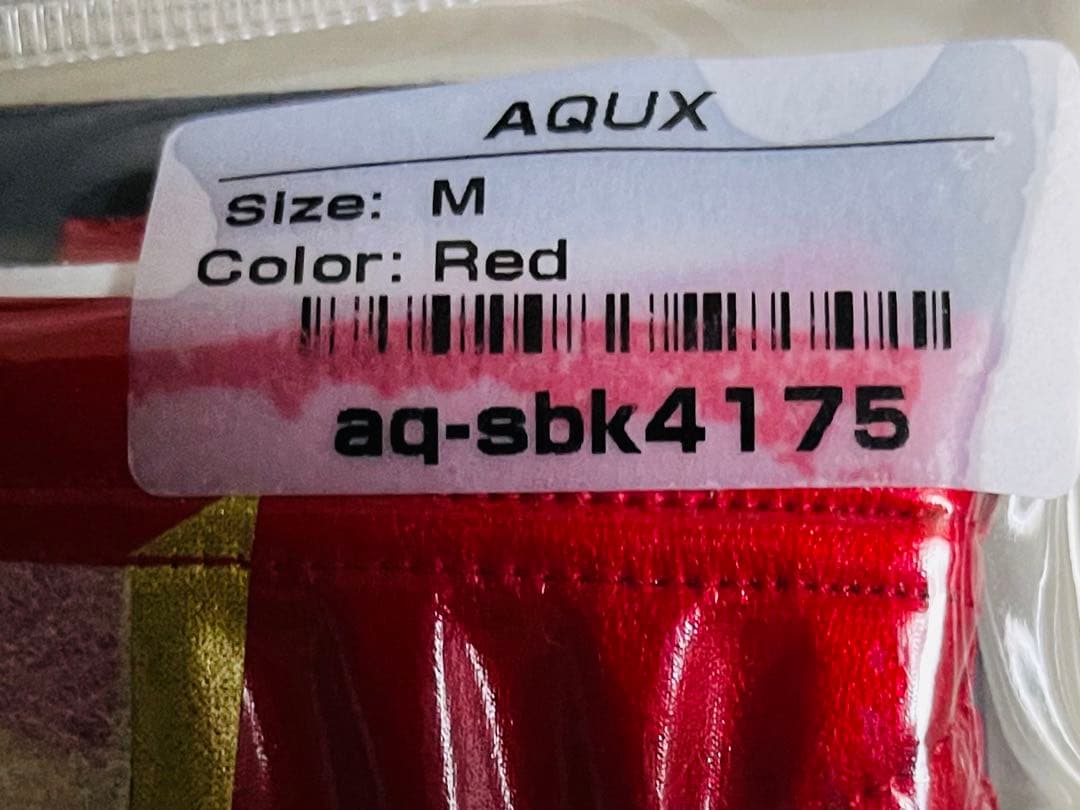 AQUX
Size: M
Color: Red
aq-sbk4175